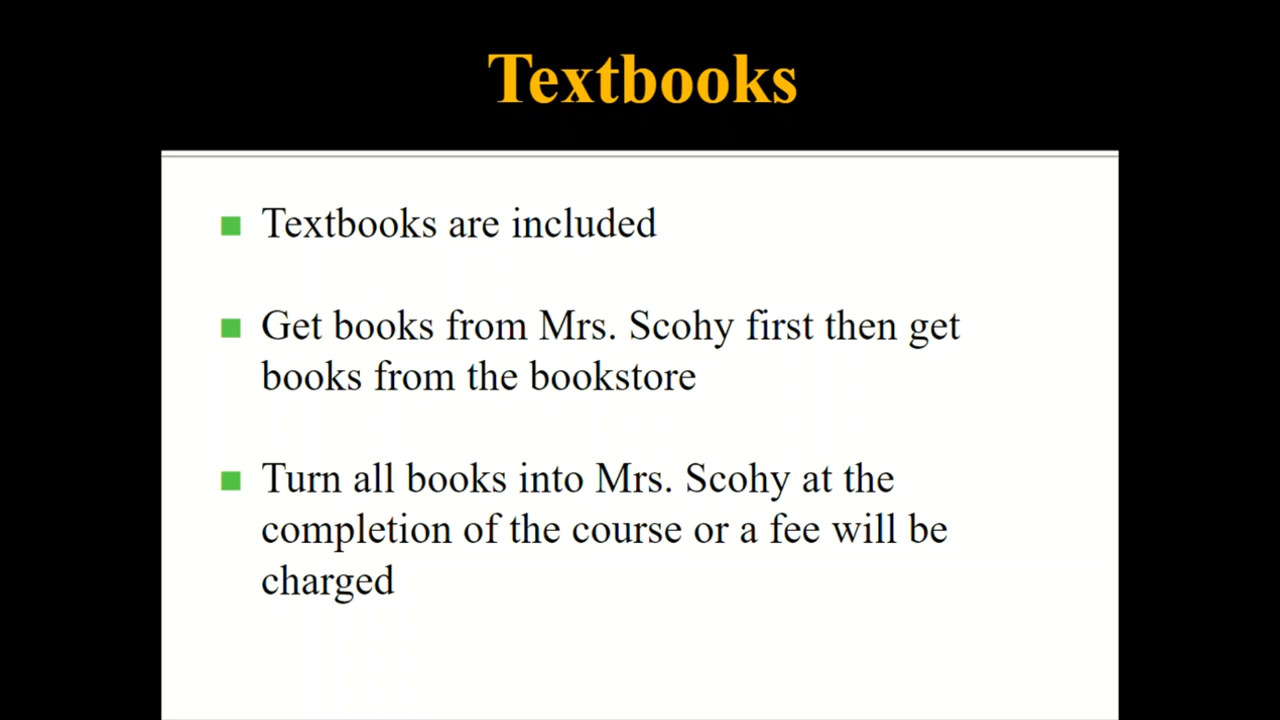 Textbooks
Textbooks are included
Get books from Mrs. Scohy first then get
books from the bookstore
Turn all books into Mrs. Scohy at the
completion of the course or a fee will be
charged